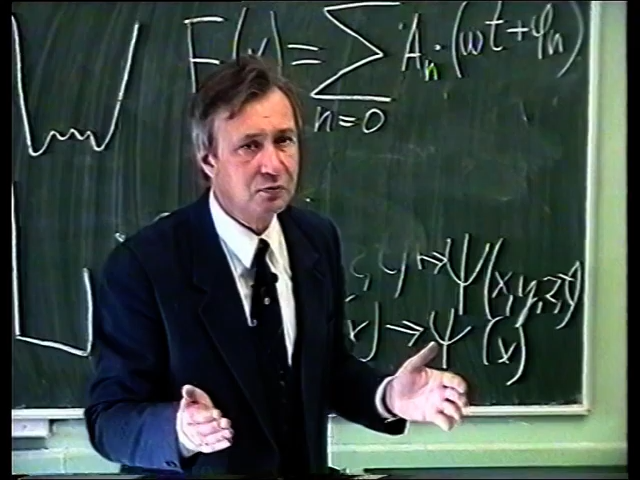 F(x) = ∑ n=0 Aₙ·(ωt+φₙ)
, y → Ψ(x,y,z,t)
x) → Ψ(x)